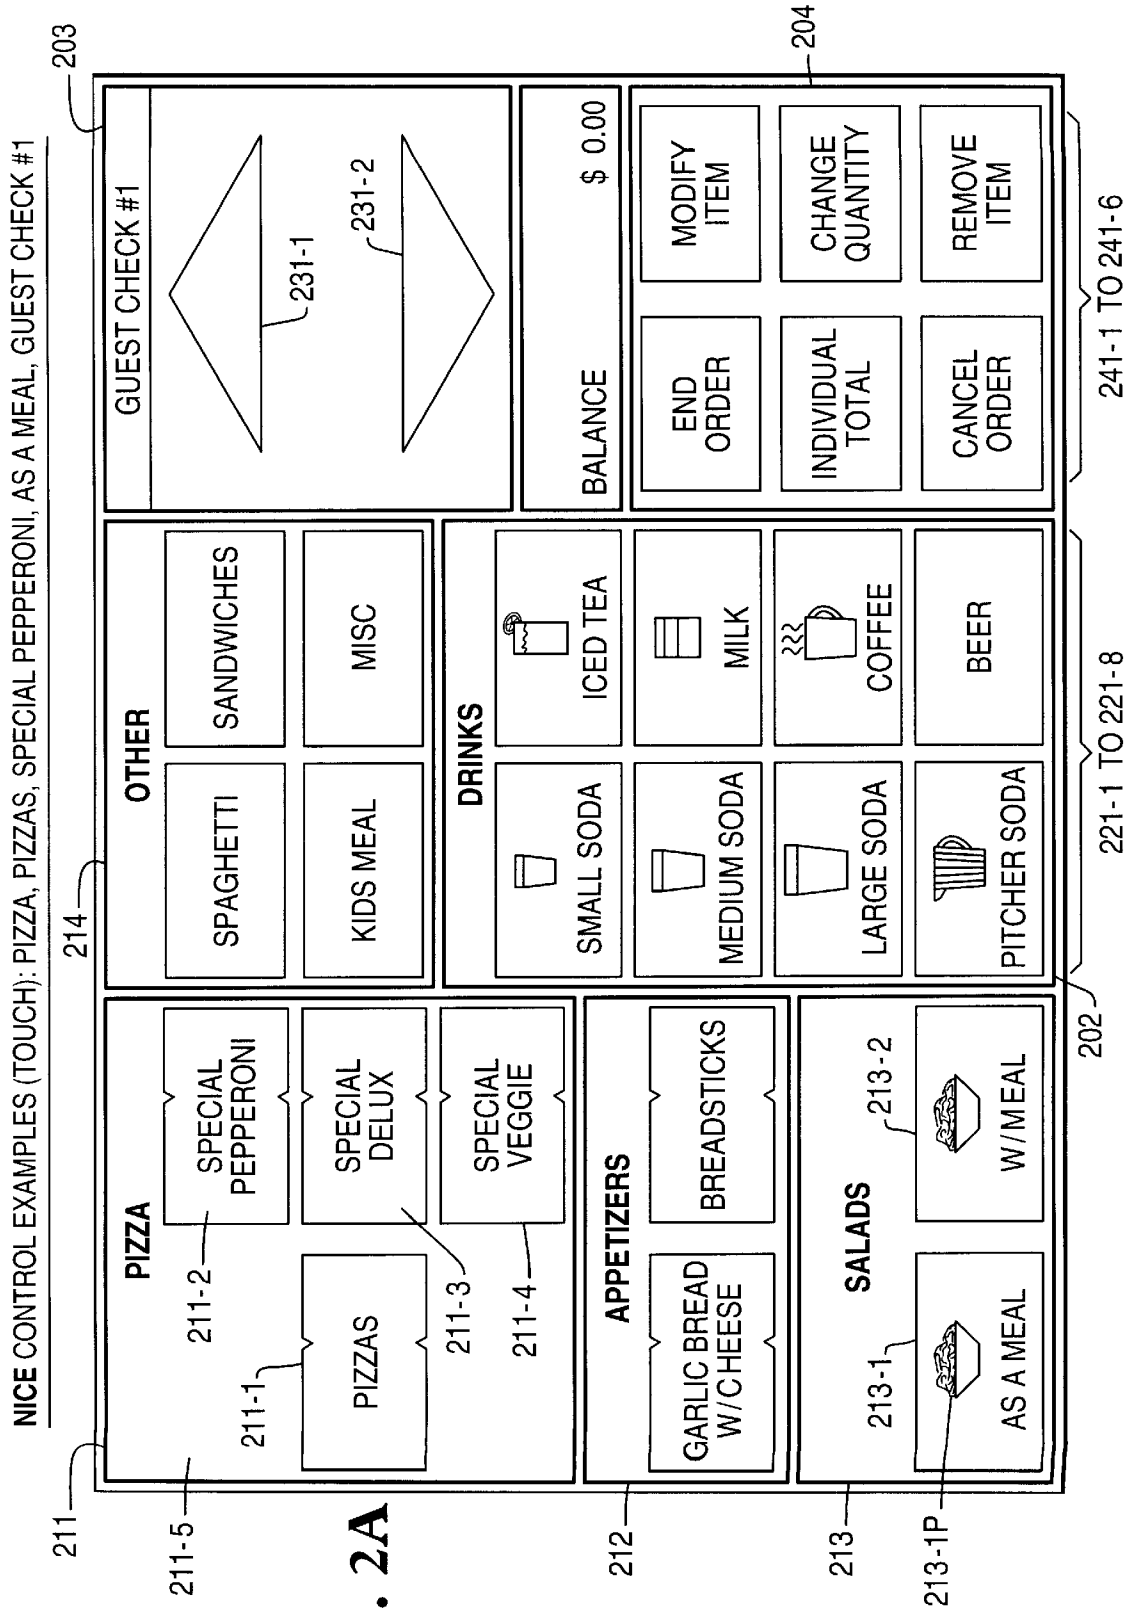 NICE CONTROL EXAMPLES (TOUCH): PIZZA, PIZZAS, SPECIAL PEPPERONI, AS A MEAL, GUEST CHECK #1
211
211-5
PIZZA
211-1
PIZZAS
211-2
SPECIAL
PEPPERONI
211-3
SPECIAL
DELUX
211-4
SPECIAL
VEGGIE
212
APPETIZERS
GARLIC BREAD
W/CHEESE
BREADSTICKS
213
SALADS
213-1
213-1P
AS A MEAL
213-2
W/MEAL
214
OTHER
SPAGHETTI
SANDWICHES
KIDS MEAL
MISC
DRINKS
SMALL SODA
ICED TEA
MEDIUM SODA
MILK
LARGE SODA
COFFEE
PITCHER SODA
BEER
202
221-1 TO 221-8
203
GUEST CHECK #1
231-1
231-2
BALANCE $ 0.00
204
END
ORDER
MODIFY
ITEM
INDIVIDUAL
TOTAL
CHANGE
QUANTITY
CANCEL
ORDER
REMOVE
ITEM
241-1 TO 241-6
. 2A